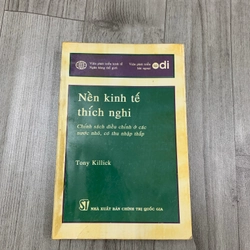 Viện phát triển kinh tế
Ngân hàng thế giới
Viện phát triển
hải ngoại
odi
Nền kinh tế
thích nghi
Chính sách điều chỉnh ở các
nước nhỏ, có thu nhập thấp
Tony Killick
NHÀ XUẤT BẢN CHÍNH TRỊ QUỐC GIA